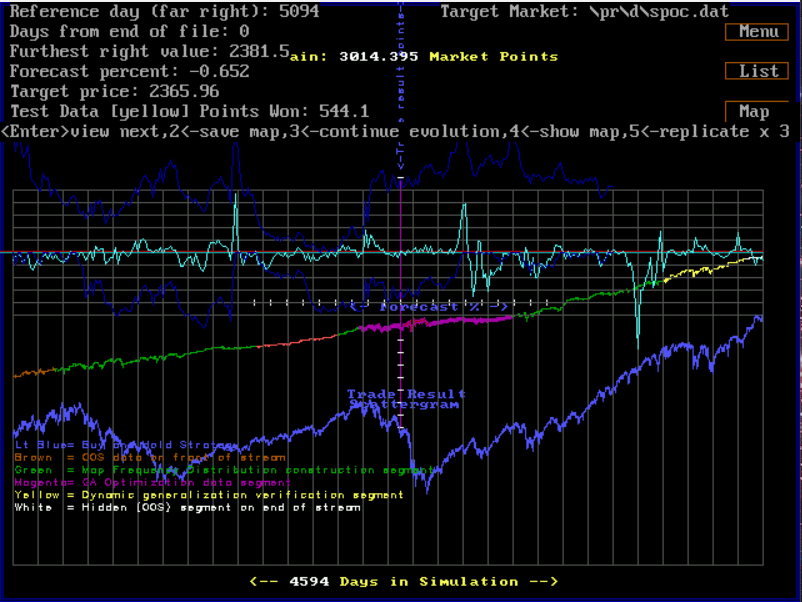 Reference day (far right): 5094
Target Market: \pr\d\spoc.dat
Days from end of file: 0
Menu
Furthest right value: 2381.5
ain: 3014.395 Market Points
Forecast percent: -0.652
List
Target price: 2365.96
Test Data [yellow] Points Won: 544.1
Map
<Enter>view next,2<-save map,3<-continue evolution,4<-show map,5<-replicate x 3
<-Trade result points->
<- Forecast % ->
Trade Result
Scattergram
Lt Blue= Buy and Hold Strategy
Brown = OOS data on front of stream
Green = Map Frequency Distribution construction segment
Magenta= GA Optimization data segment
Yellow = Dynamic generalization verification segment
White = Hidden {OOS} segment on end of stream
<-- 4594 Days in Simulation -->